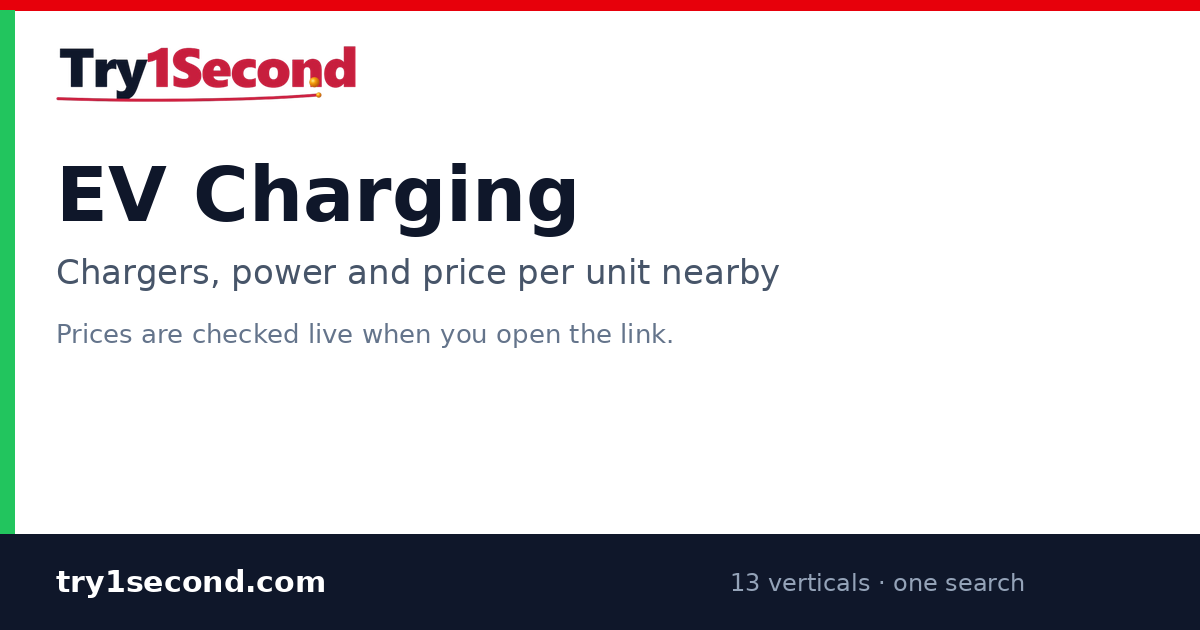 Try1Second
EV Charging
Chargers, power and price per unit nearby
Prices are checked live when you open the link.
try1second.com
13 verticals · one search